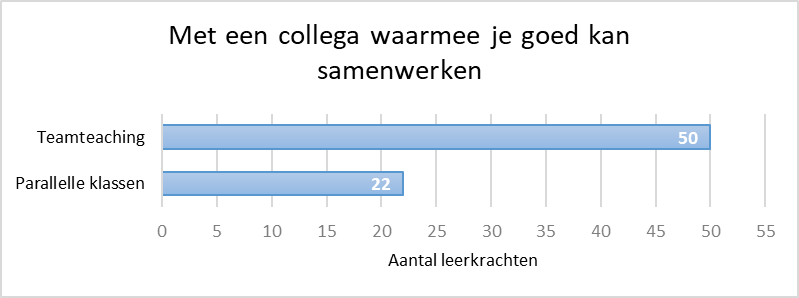 Met een collega waarmee je goed kan
samenwerken
Teamteaching
50
Parallelle klassen
22
0 5 10 15 20 25 30 35 40 45 50 55
Aantal leerkrachten